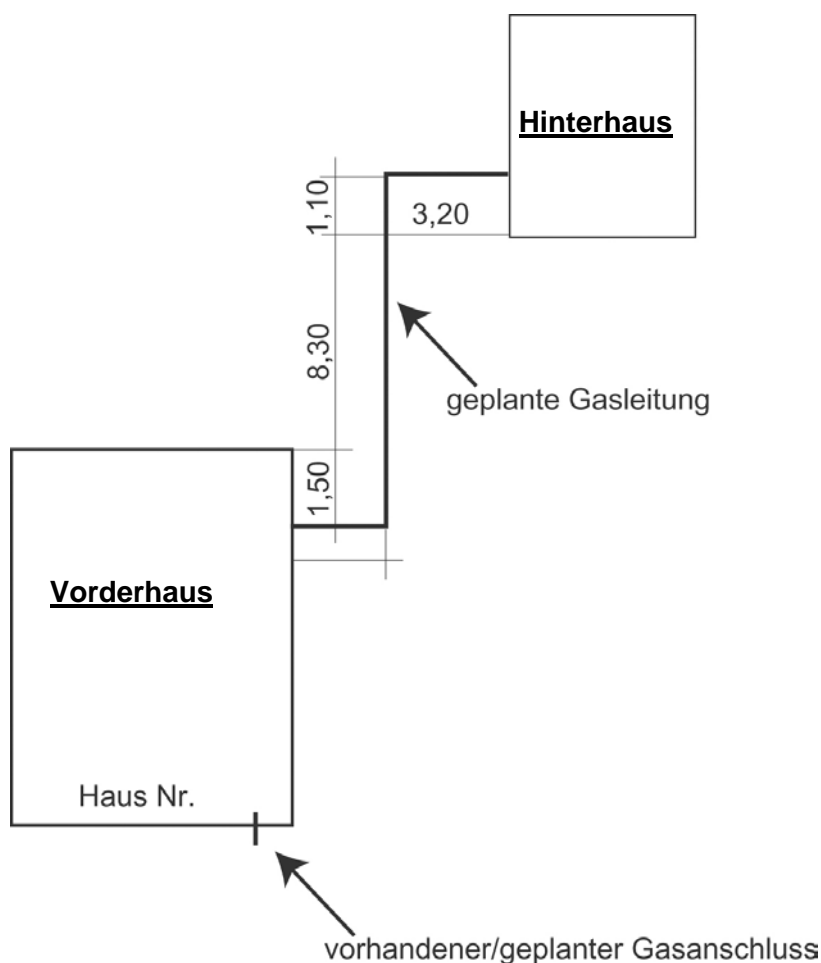 Hinterhaus
1,10
3,20
8,30
geplante Gasleitung
1,50
Vorderhaus
Haus Nr.
vorhandener/geplanter Gasanschluss